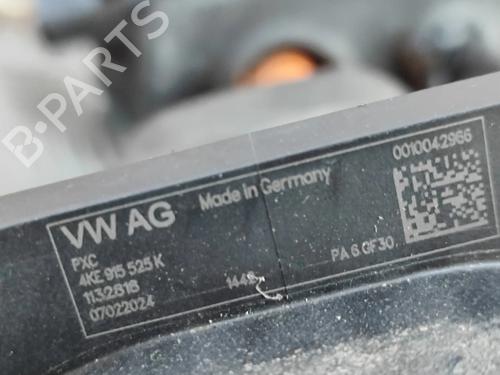 B-PARTS
VW AG Made in Germany 0010042966
PXC
4KE 915 525 K
1132818
07022024
PA 6 GF30